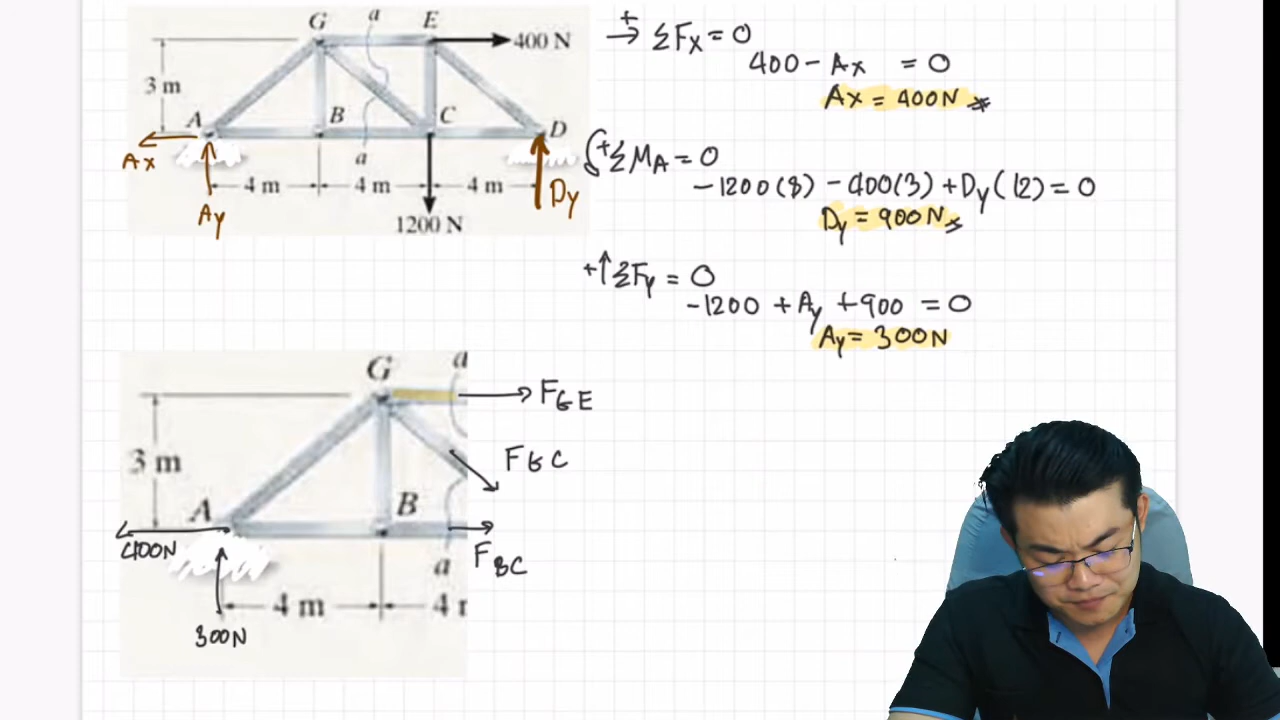 G a E
400 N
3 m
A B C D
Ax
a
4 m 4 m 4 m
Ay
Dy
1200 N
+→ ΣFx = 0
400 - Ax = 0
Ax = 400N
+ΣMA = 0
-1200(8) - 400(3) + Dy(12) = 0
Dy = 900N
+↑ΣFy = 0
-1200 + Ay +900 = 0
Ay = 300N
G a
FGE
3 m
FGC
A B
400N
FBC
a
4 m 4
300N